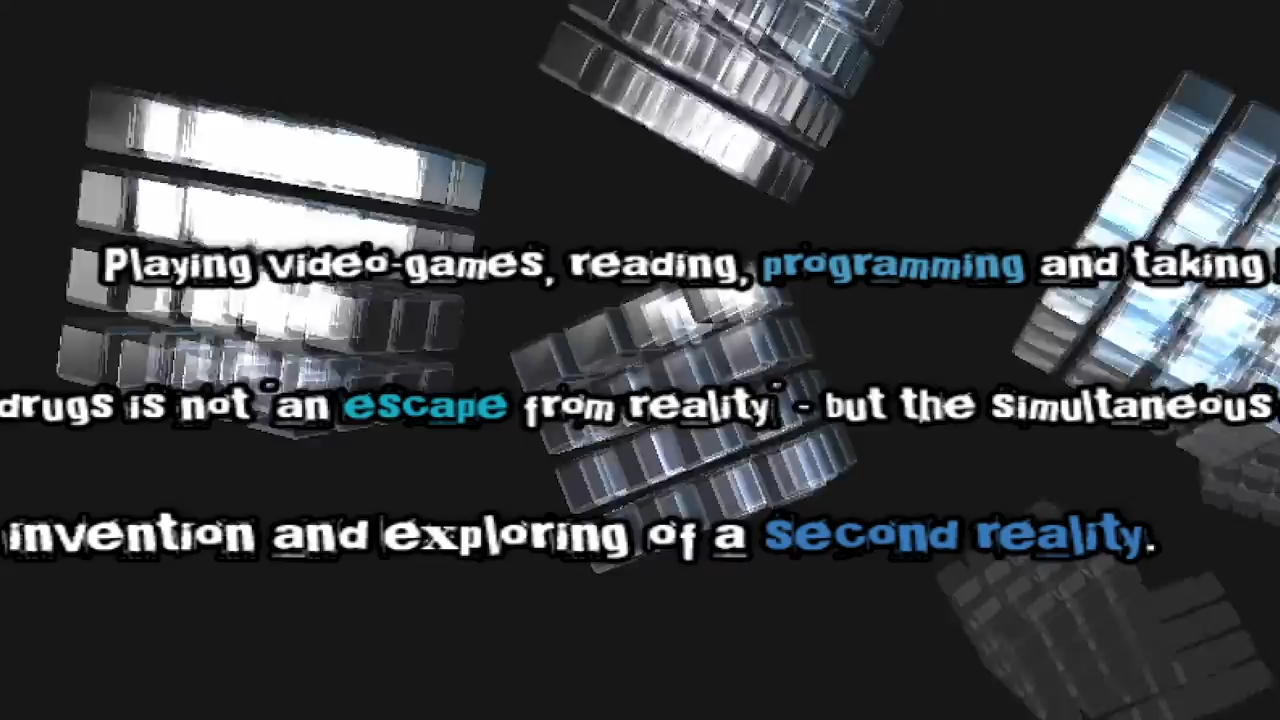 Playing video-games, reading, programming and taking
drugs is not "an escape from reality" - but the simultaneous
invention and exploring of a second reality.